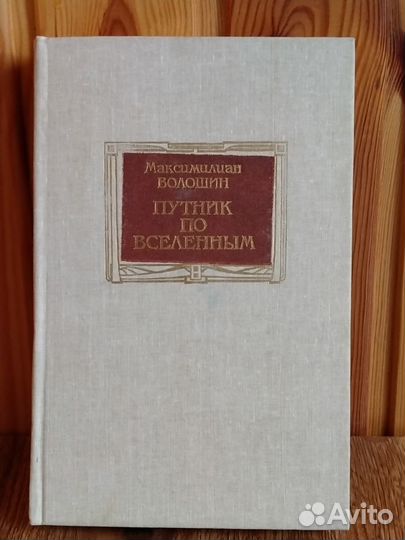 Максимилиан
ВОЛОШИН
ПУТНИК
ПО
ВСЕЛЕННЫМ
Avito